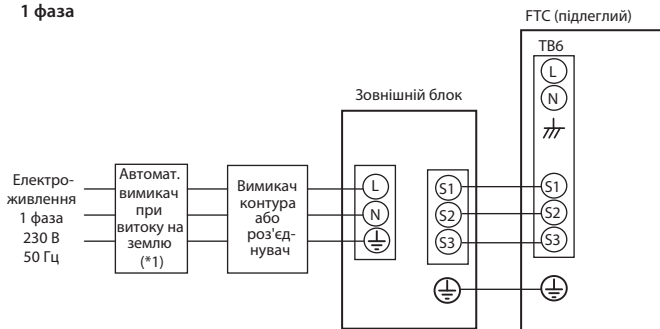 1 фаза
FTC (підлеглий)
TB6
L
N
Зовнішній блок
Електро-
живлення
1 фаза
230 В
50 Гц
Автомат.
вимикач
при
витоку на
землю
(*1)
Вимикач
контура
або
роз'єд-
нувач
L
N
S1
S2
S3
S1
S2
S3